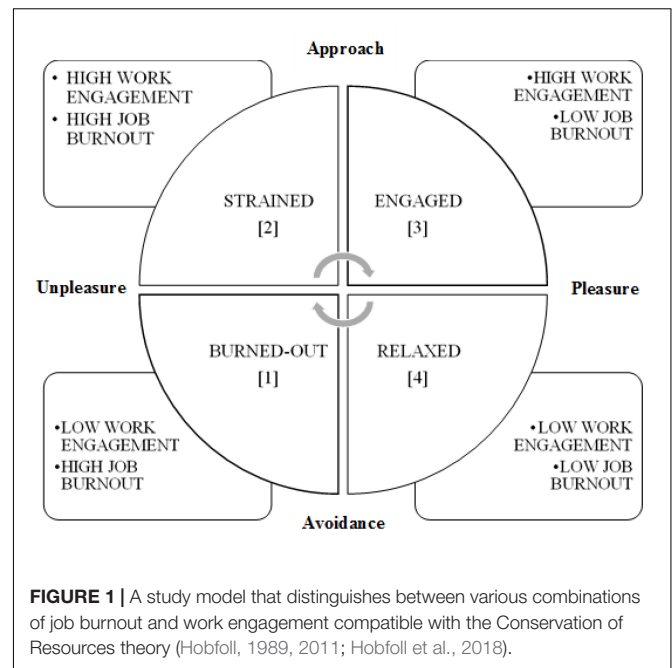 Approach
• HIGH WORK
ENGAGEMENT
• HIGH JOB
BURNOUT
•HIGH WORK
ENGAGEMENT
•LOW JOB
BURNOUT
STRAINED
[2]
ENGAGED
[3]
Unpleasure
Pleasure
BURNED-OUT
[1]
RELAXED
[4]
•LOW WORK
ENGAGEMENT
•HIGH JOB
BURNOUT
•LOW WORK
ENGAGEMENT
•LOW JOB
BURNOUT
Avoidance
FIGURE 1 | A study model that distinguishes between various combinations
of job burnout and work engagement compatible with the Conservation of
Resources theory (Hobfoll, 1989, 2011; Hobfoll et al., 2018).